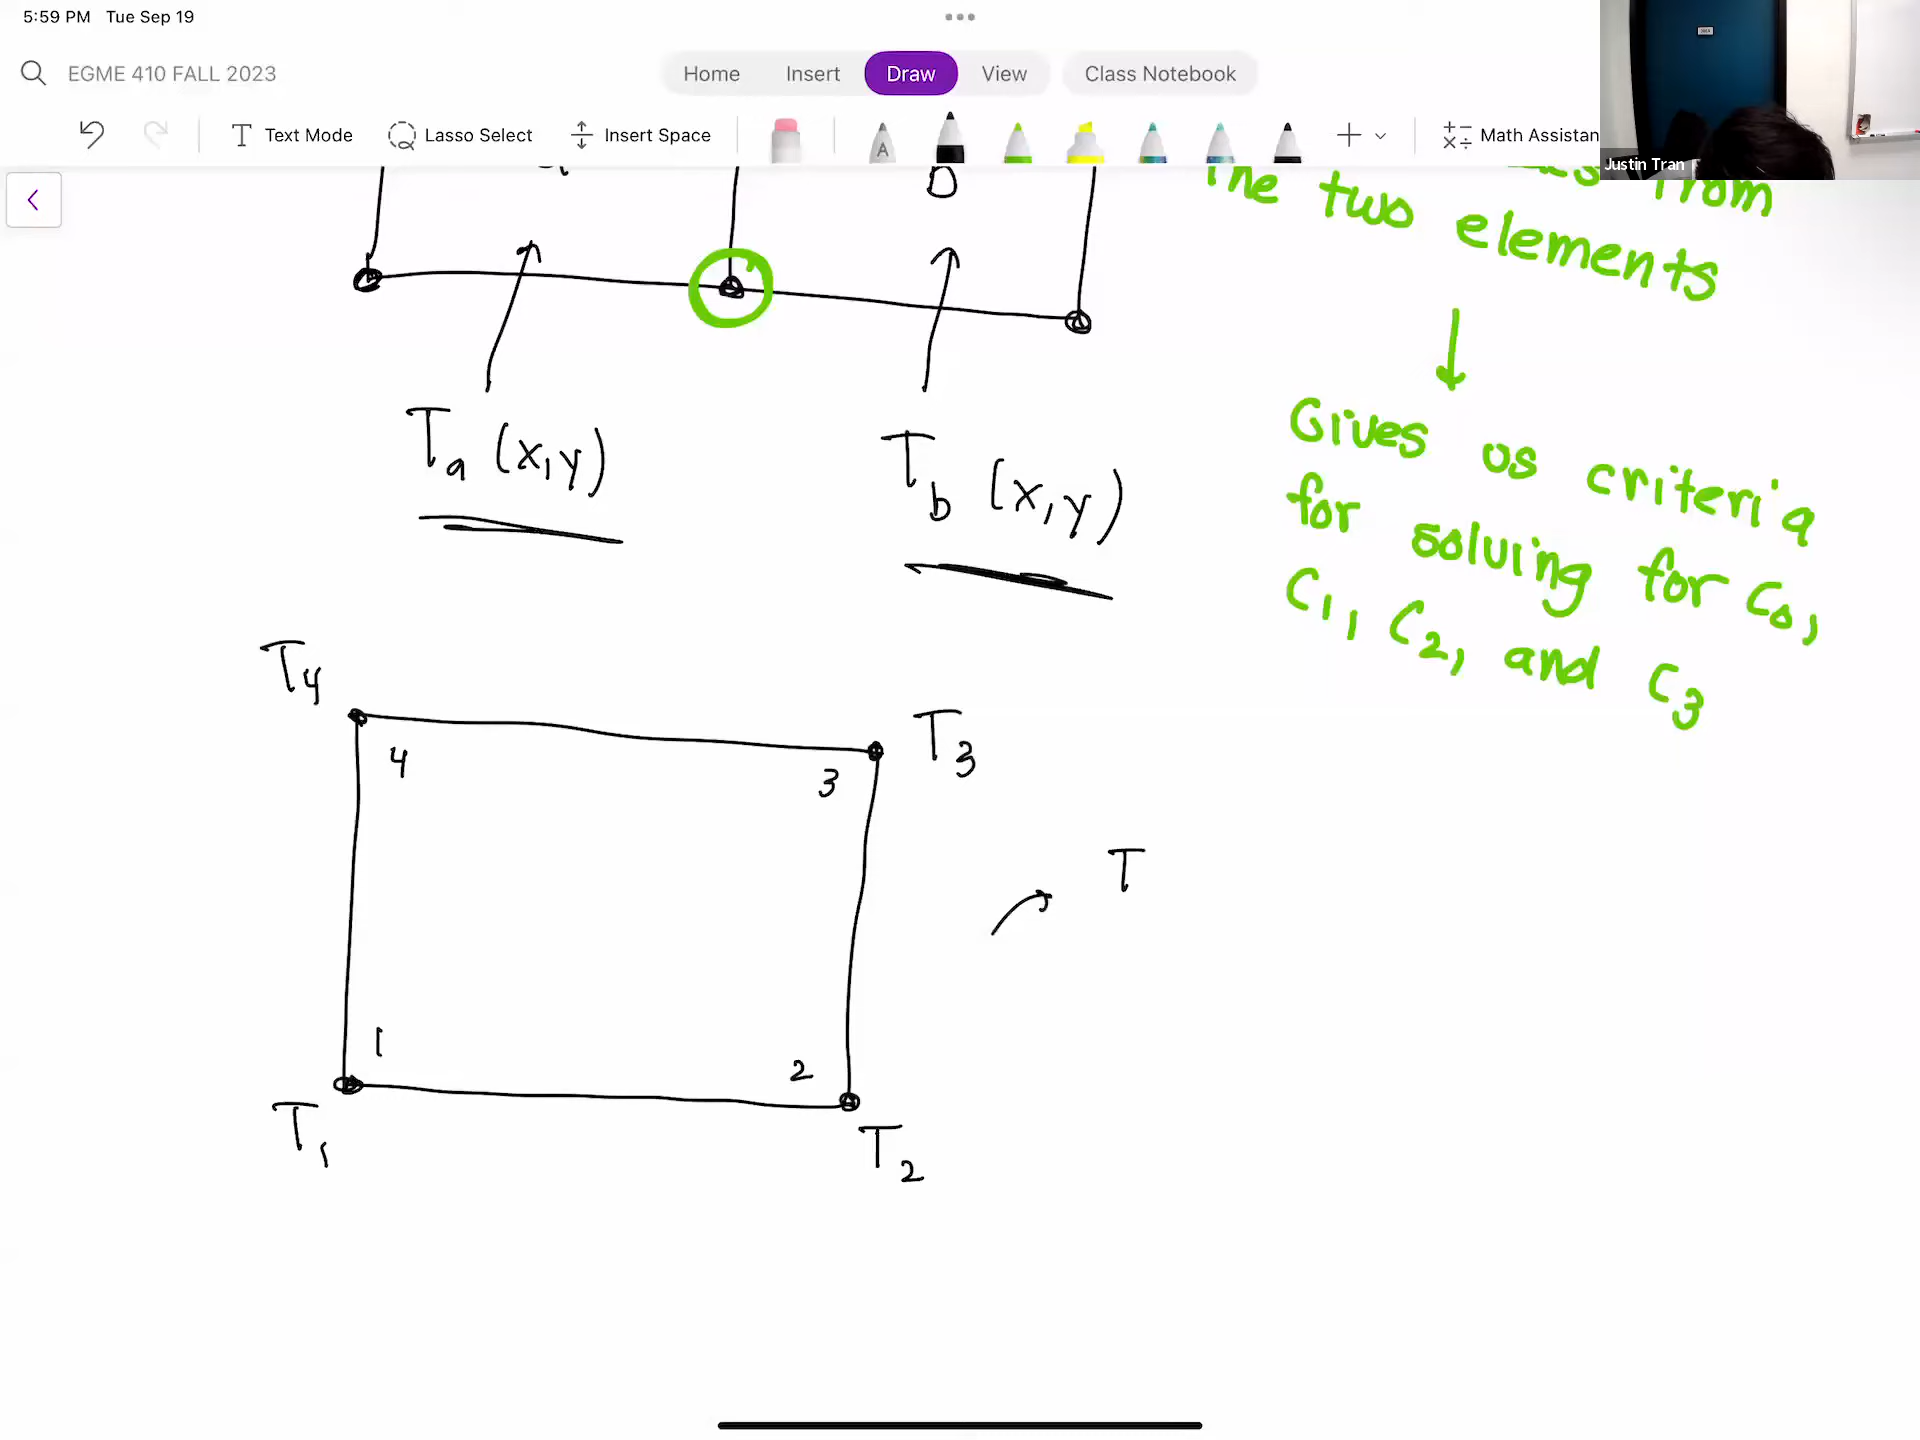 5:59 PM Tue Sep 19
EGME 410 FALL 2023
Home Insert Draw View Class Notebook
Text Mode Lasso Select Insert Space A Math Assistan
Justin Tran
from
the two elements
Gives us criteria
for solving for C0,
C1, C2, and C3
Ta (x,y)
Tb (x,y)
T4
T3
4
3
T
1
2
T1
T2